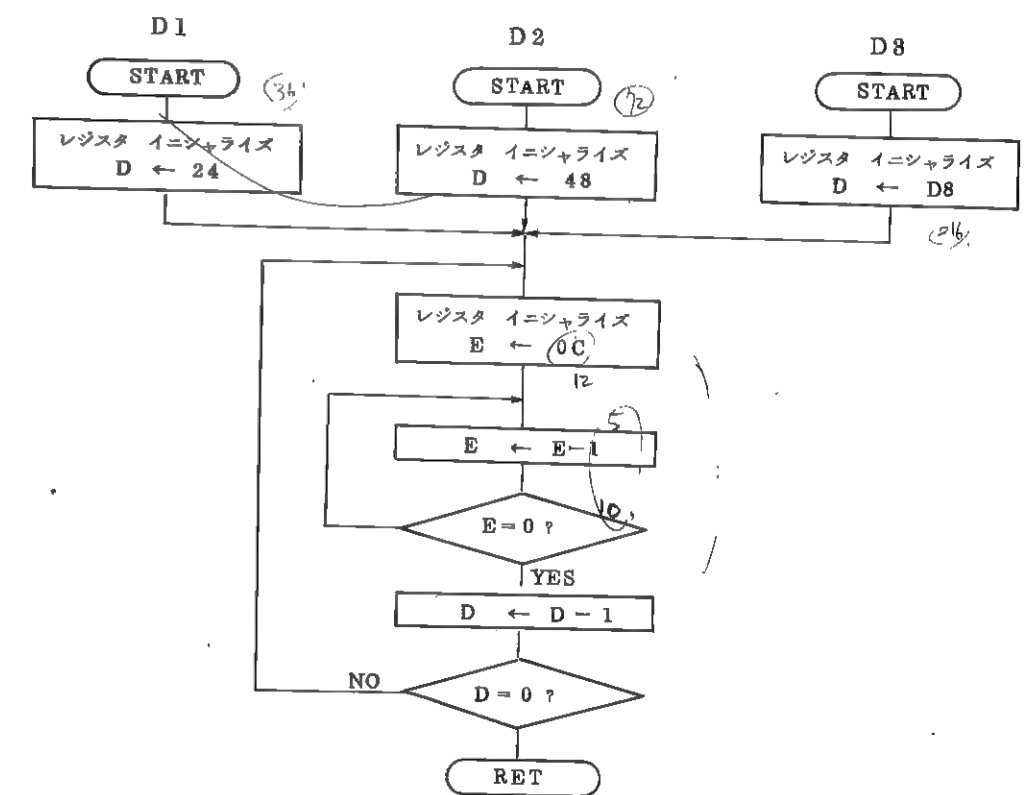 D1
START
36
レジスタ イニシャライズ
D ← 24
D2
START
72
レジスタ イニシャライズ
D ← 48
D3
START
レジスタ イニシャライズ
D ← D8
216
レジスタ イニシャライズ
E ← 0C
12
E ← E-1
5
E = 0 ?
10
YES
D ← D - 1
NO
D = 0 ?
RET